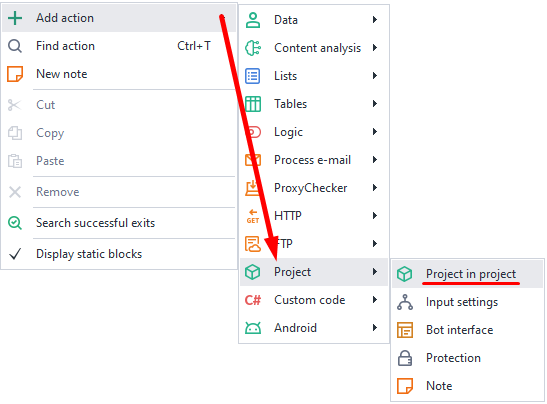 Add action
Find action Ctrl+T
New note
Cut
Copy
Paste
Remove
Search successful exits
Display static blocks
Data
Content analysis
Lists
Tables
Logic
Process e-mail
ProxyChecker
GET HTTP
FTP
Project
C# Custom code
Android
Project in project
Input settings
Bot interface
Protection
Note